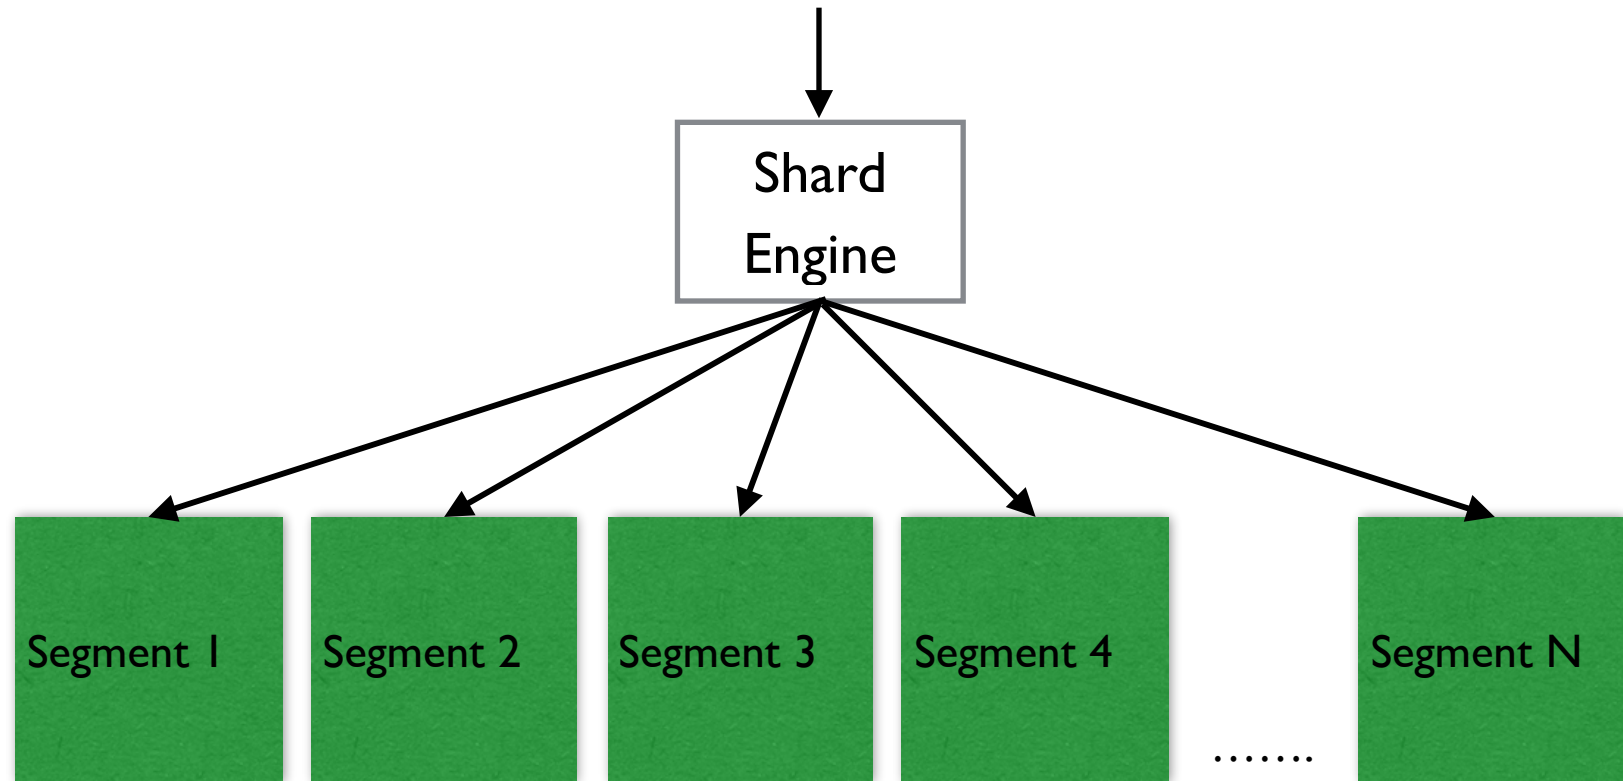 Shard
Engine
Segment 1
Segment 2
Segment 3
Segment 4
.......
Segment N